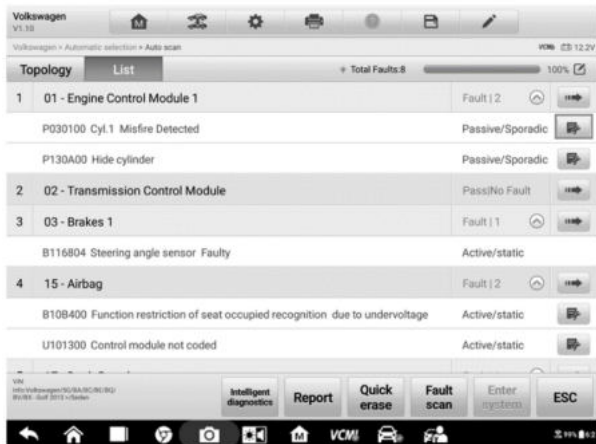 Volkswagen
V1.10
Volkswagen > Automatic selection > Auto scan
VCMI 12.2V
Topology List Total Faults:8 100%
1 01 - Engine Control Module 1 Fault | 2
P030100 Cyl.1 Misfire Detected Passive/Sporadic
P130A00 Hide cylinder Passive/Sporadic
2 02 - Transmission Control Module Pass|No Fault
3 03 - Brakes 1 Fault | 1
B116804 Steering angle sensor Faulty Active/static
4 15 - Airbag Fault | 2
B10B400 Function restriction of seat occupied recognition due to undervoltage Active/static
U101300 Control module not coded Active/static
VIN
Intelligent diagnostics Report Quick erase Fault scan Enter system ESC
VCMI